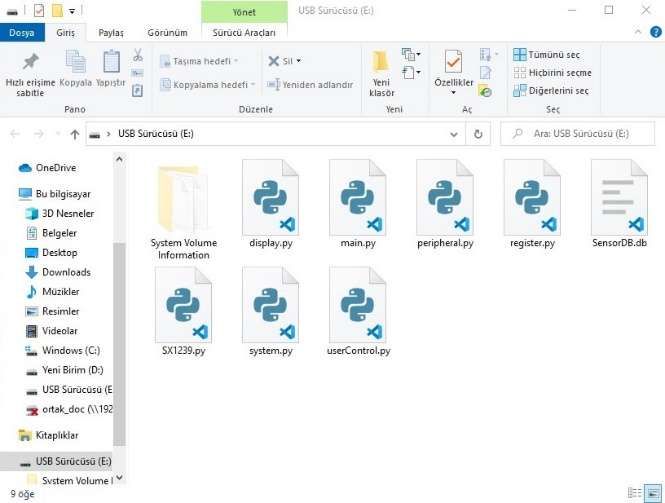 Yönet
USB Sürücüsü (E:)
Dosya
Giriş
Paylaş
Görünüm
Sürücü Araçları
Hızlı erişime
sabitle
Kopyala
Yapıştır
Taşıma hedefi
Kopyalama hedefi
Sil
Yeniden adlandır
Yeni
klasör
Özellikler
Tümünü seç
Hiçbirini seçme
Diğerlerini seç
Pano
Düzenle
Yeni
Aç
Seç
USB Sürücüsü (E:)
Ara: USB Sürücüsü (E:)
OneDrive
Bu bilgisayar
3D Nesneler
Belgeler
Desktop
Downloads
Müzikler
Resimler
Videolar
Windows (C:)
Yeni Birim (D:)
USB Sürücüsü (E
ortak_doc (\\192
Kitaplıklar
USB Sürücüsü (E:)
System Volume I
System Volume
Information
display.py
main.py
peripheral.py
register.py
SensorDB.db
SX1239.py
system.py
userControl.py
9 öğe